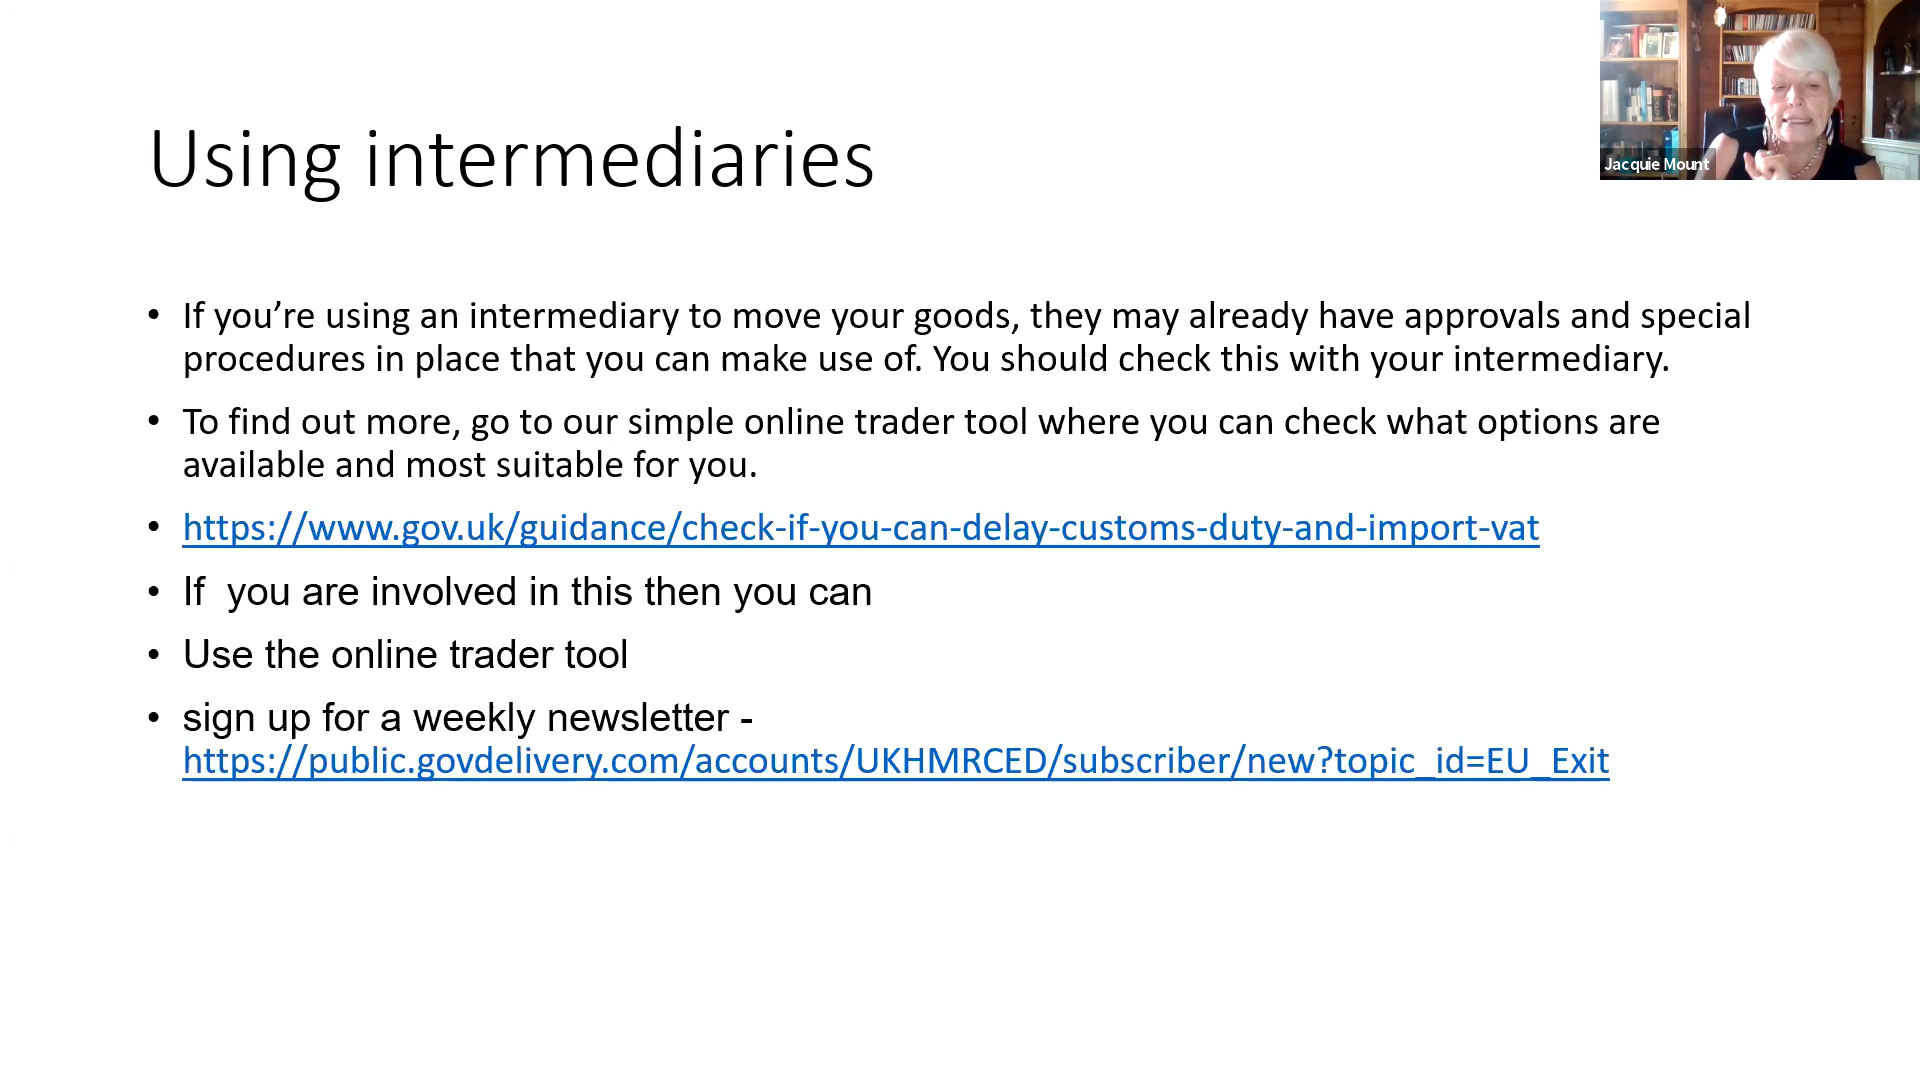 Using intermediaries
Jacquie Mount
• If you’re using an intermediary to move your goods, they may already have approvals and special
procedures in place that you can make use of. You should check this with your intermediary.
• To find out more, go to our simple online trader tool where you can check what options are
available and most suitable for you.
• https://www.gov.uk/guidance/check-if-you-can-delay-customs-duty-and-import-vat
• If  you are involved in this then you can
• Use the online trader tool
• sign up for a weekly newsletter -
https://public.govdelivery.com/accounts/UKHMRCED/subscriber/new?topic_id=EU_Exit